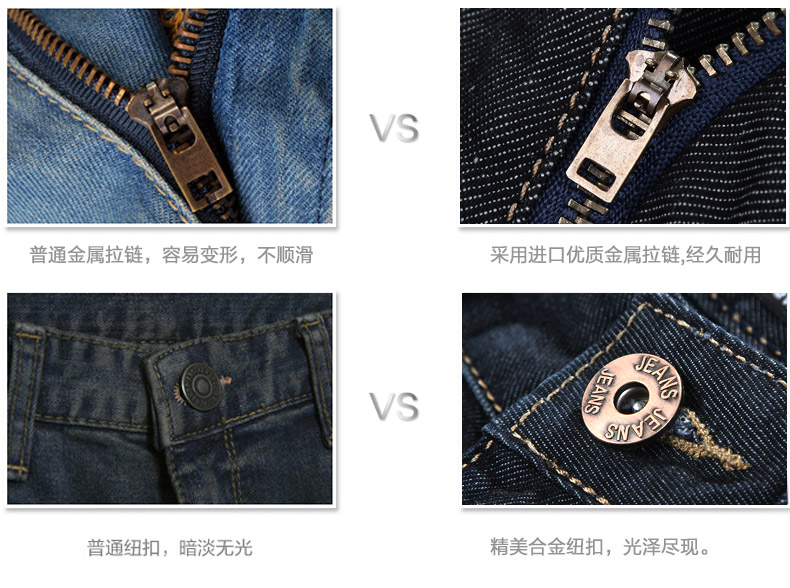 VS
普通金属拉链，容易变形，不顺滑
采用进口优质金属拉链,经久耐用
VS
JEANS JEANS JEANS
普通纽扣，暗淡无光
精美合金纽扣，光泽尽现。